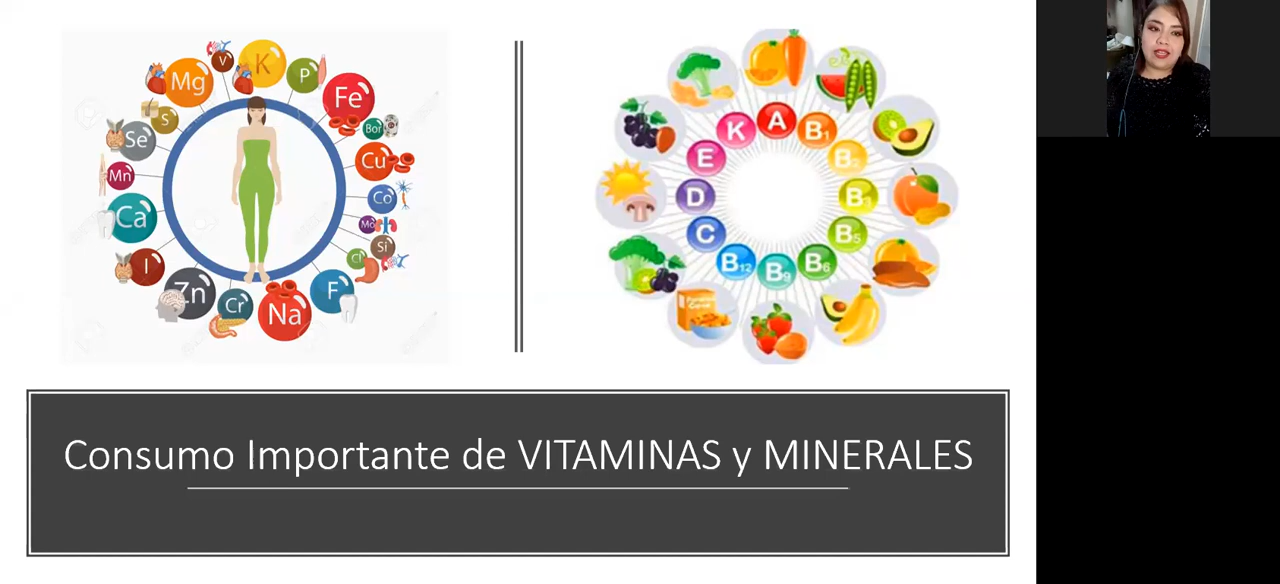 V
K
P
Mg
Fe
S
Bor
Se
Cu
Mn
Co
Ca
Mo
Si
Cl
I
Zn
Cr
Na
F
K
A
B₁
B₂
E
D
B₃
C
B₅
B₁₂
B₉
B₆
Consumo Importante de VITAMINAS y MINERALES